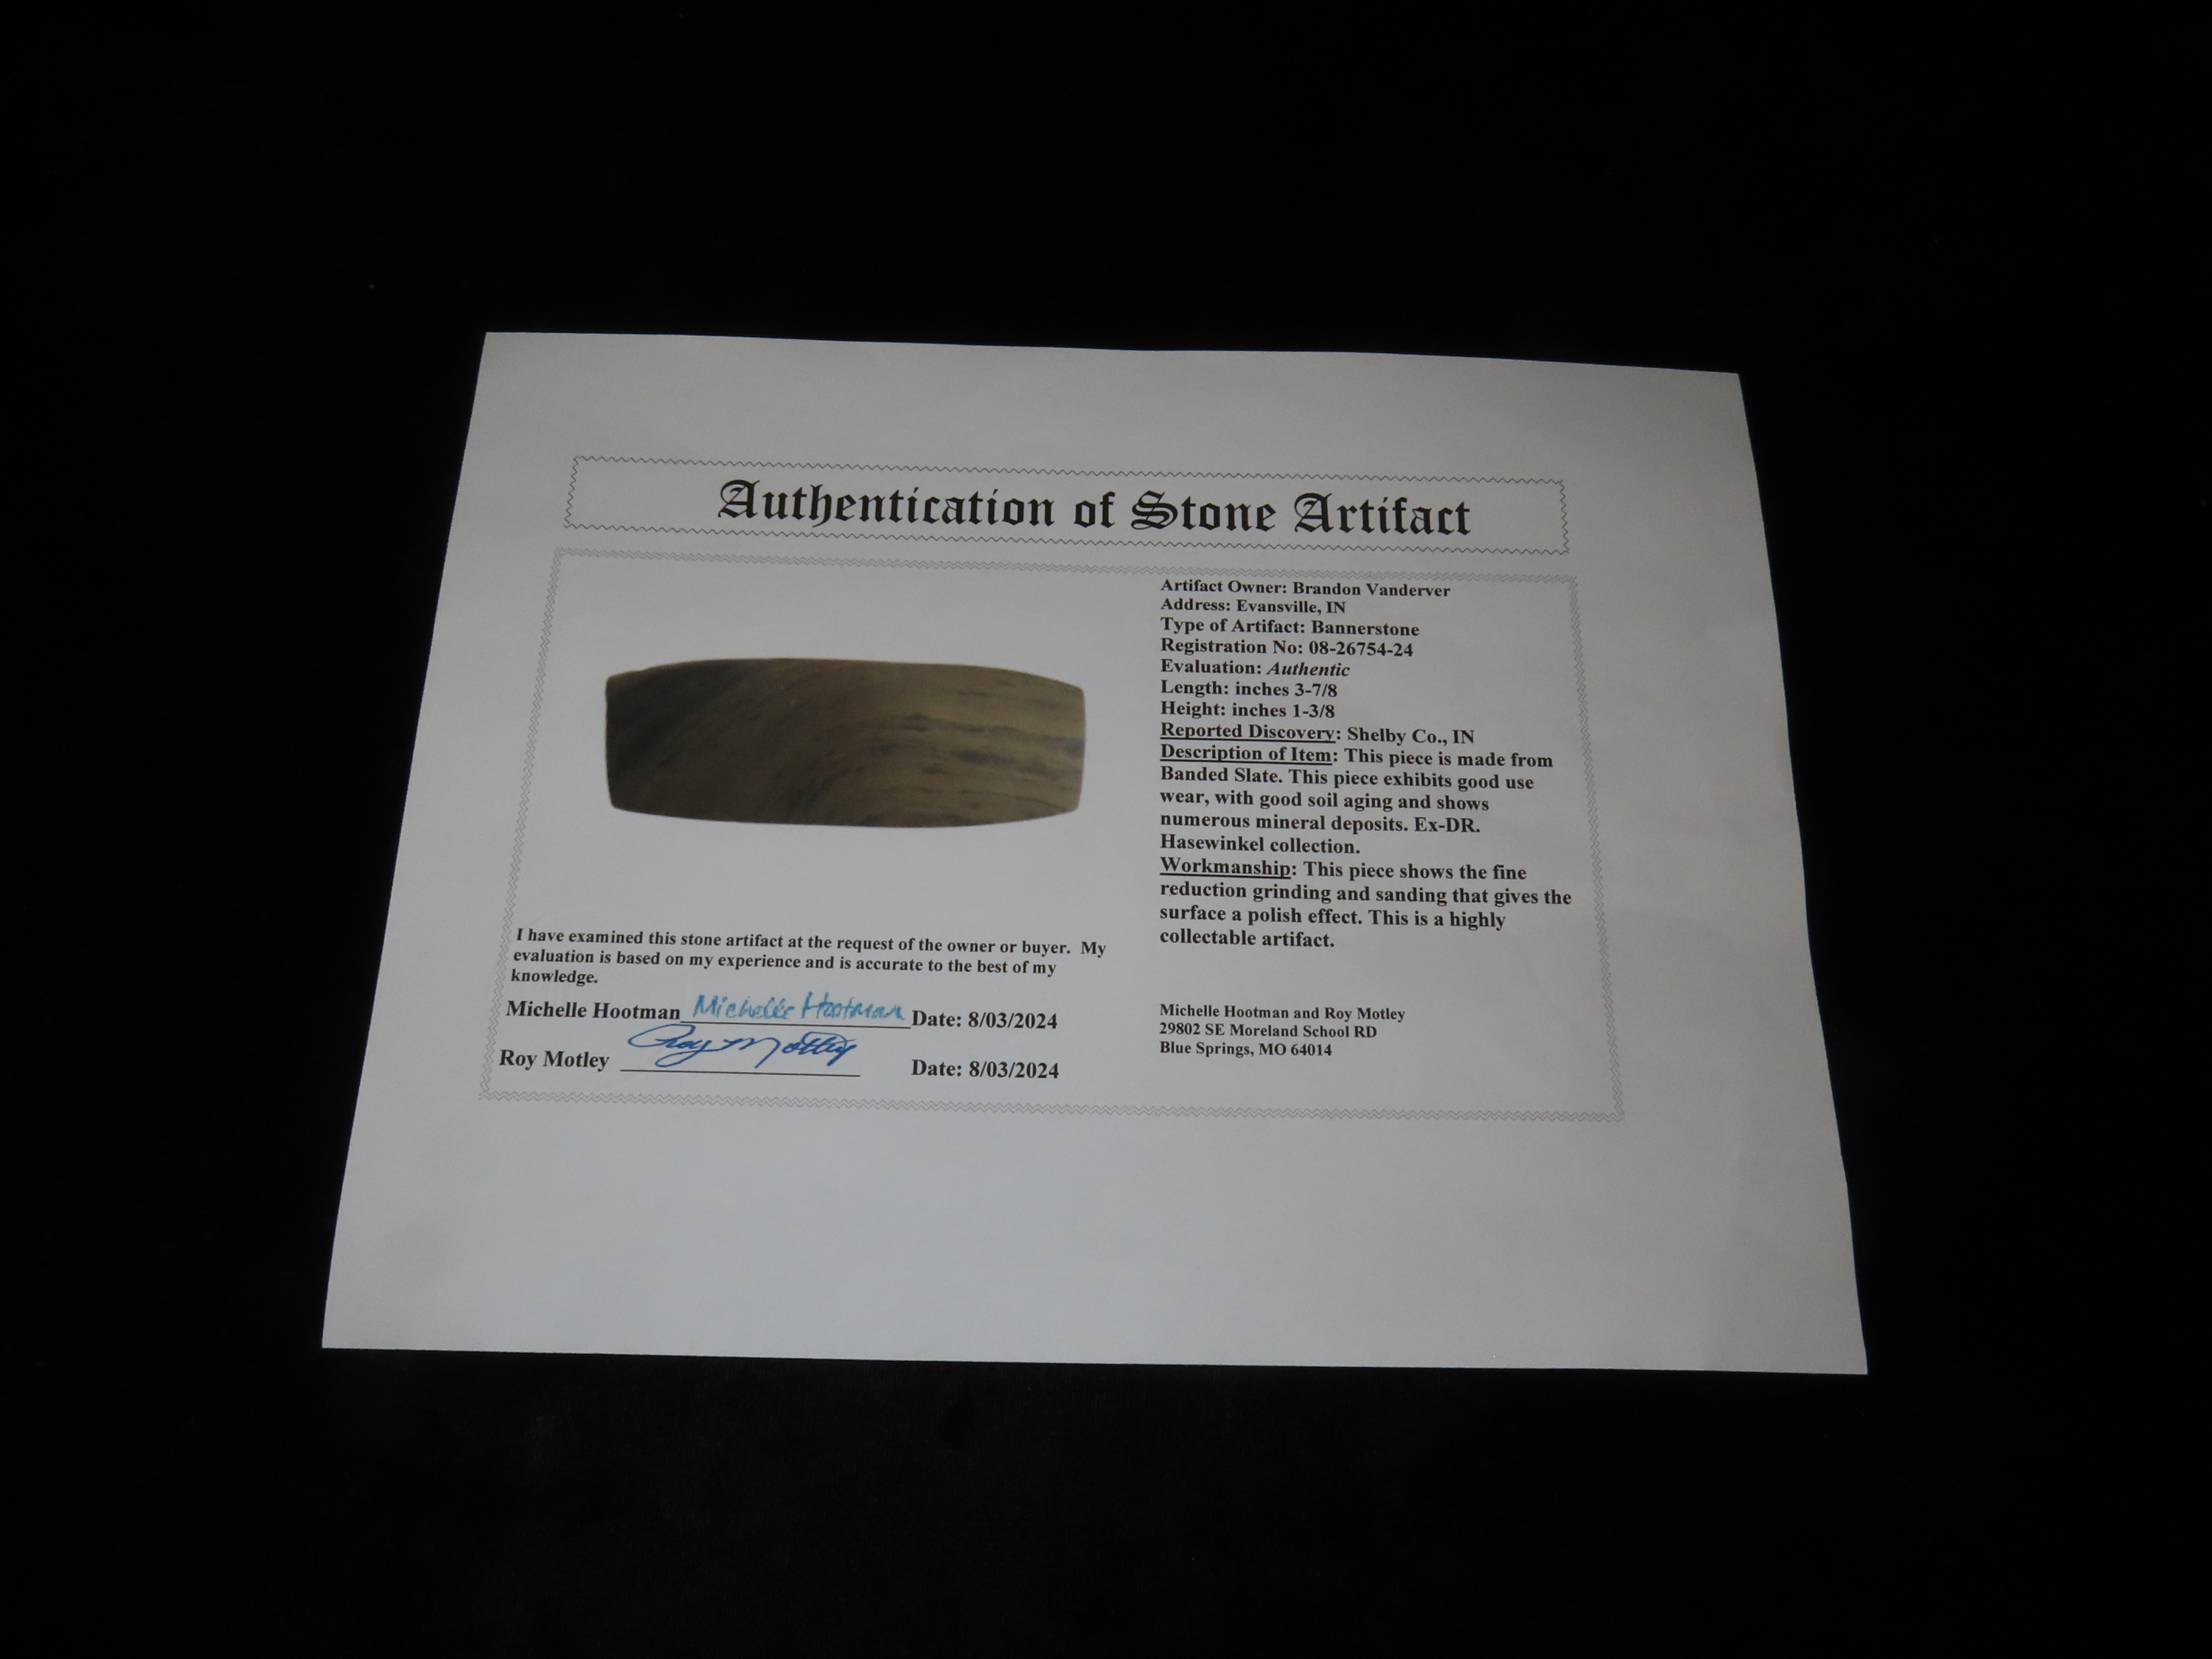 Authentication of Stone Artifact
Artifact Owner: Brandon Vanderver
Address: Evansville, IN
Type of Artifact: Bannerstone
Registration No: 08-26754-24
Evaluation: Authentic
Length: inches 3-7/8
Height: inches 1-3/8
Reported Discovery: Shelby Co., IN
Description of Item: This piece is made from
Banded Slate. This piece exhibits good use
wear, with good soil aging and shows
numerous mineral deposits. Ex-DR.
Hasewinkel collection.
Workmanship: This piece shows the fine
reduction grinding and sanding that gives the
surface a polish effect. This is a highly
collectable artifact.
I have examined this stone artifact at the request of the owner or buyer. My
evaluation is based on my experience and is accurate to the best of my
knowledge.
Michelle Hootman Michelle Hootman Date: 8/03/2024
Roy Motley Roy Motley Date: 8/03/2024
Michelle Hootman and Roy Motley
29802 SE Moreland School RD
Blue Springs, MO 64014